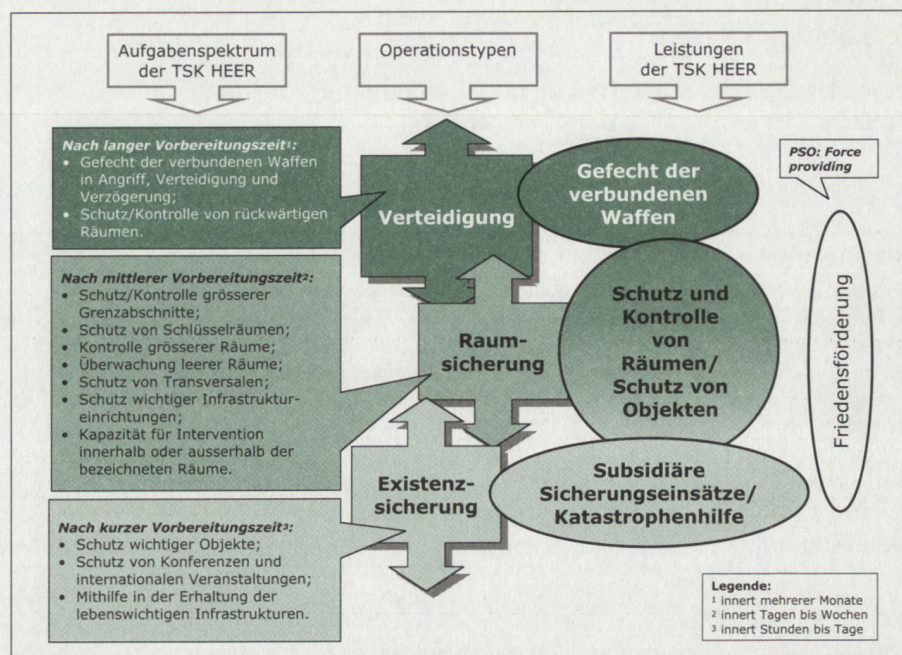 Aufgabenspektrum
der TSK HEER
Operationstypen
Leistungen
der TSK HEER
Nach langer Vorbereitungszeit¹:
• Gefecht der verbundenen Waffen
in Angriff, Verteidigung und
Verzögerung;
• Schutz/Kontrolle von rückwärtigen
Räumen.
Verteidigung
Gefecht der
verbundenen
Waffen
PSO: Force
providing
Nach mittlerer Vorbereitungszeit²:
• Schutz/Kontrolle grösserer
Grenzabschnitte;
• Schutz von Schlüsselräumen;
• Kontrolle grösserer Räume;
• Überwachung leerer Räume;
• Schutz von Transversalen;
• Schutz wichtiger Infrastruktur-
einrichtungen;
• Kapazität für Intervention
innerhalb oder ausserhalb der
bezeichneten Räume.
Raum-
sicherung
Schutz und
Kontrolle
von
Räumen/
Schutz von
Objekten
Friedensförderung
Nach kurzer Vorbereitungszeit³:
• Schutz wichtiger Objekte;
• Schutz von Konferenzen und
internationalen Veranstaltungen;
• Mithilfe in der Erhaltung der
lebenswichtigen Infrastrukturen.
Existenz-
sicherung
Subsidiäre
Sicherungseinsätze/
Katastrophenhilfe
Legende:
¹ innert mehrerer Monate
² innert Tagen bis Wochen
³ innert Stunden bis Tage